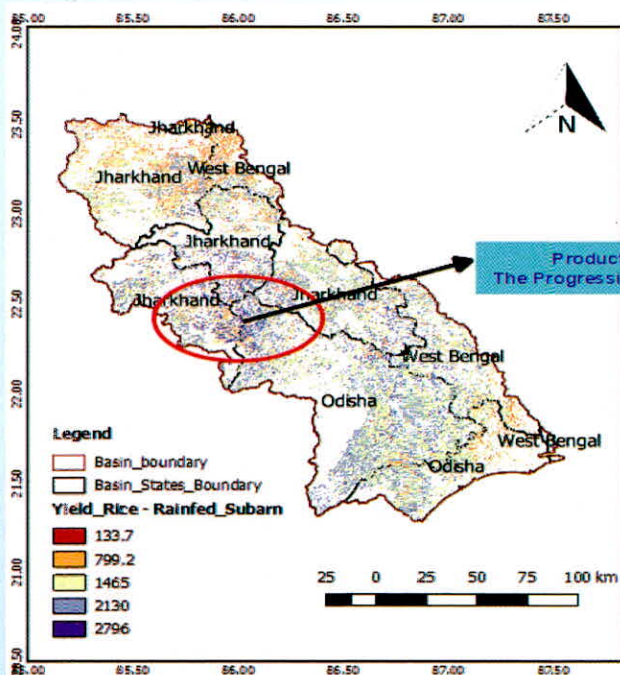 85.00 85.50 86.00 86.50 87.00 87.50
24.00
23.50
23.00
22.50
22.00
21.50
21.00
N
Jharkhand
West Bengal
Jharkhand
Jharkhand
Product
The Progressi
Jharkhand
Jharkhand
West Bengal
Odisha
West Bengal
Odisha
Legend
Basin_boundary
Basin_States_Boundary
Yield_Rice - Rainfed_Subarn
133.7
799.2
1465
2130
2796
25 0 25 50 75 100 km
85.00 85.50 86.00 86.50 87.00 87.50